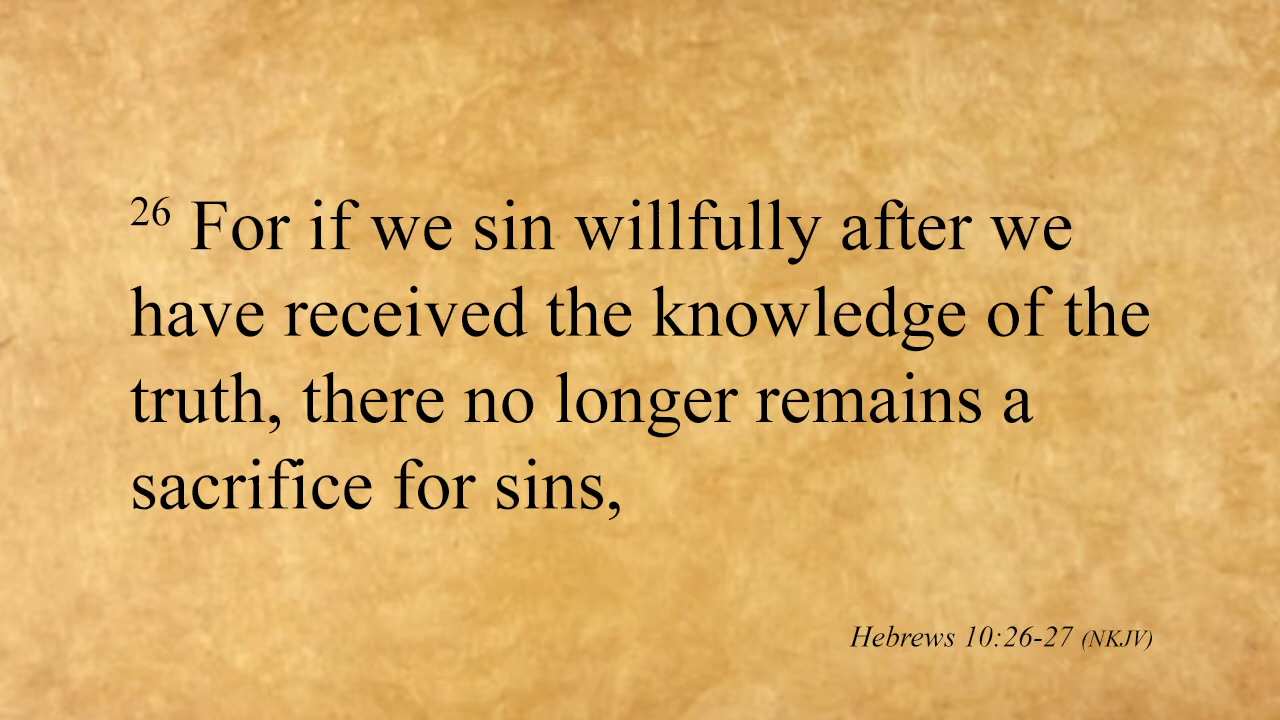 26 For if we sin willfully after we
have received the knowledge of the
truth, there no longer remains a
sacrifice for sins,
Hebrews 10:26-27 (NKJV)